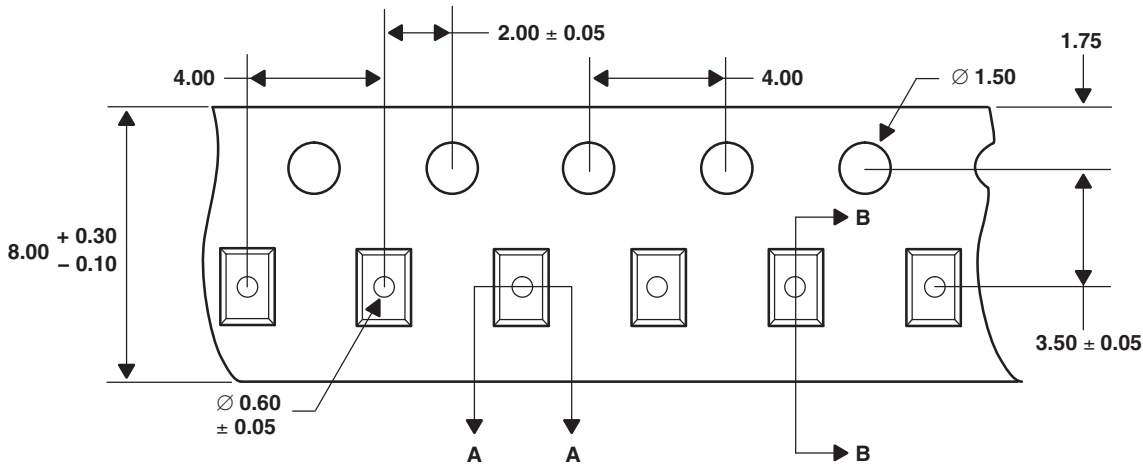 2.00 ± 0.05
1.75
4.00
4.00
∅ 1.50
B
8.00 + 0.30
– 0.10
3.50 ± 0.05
∅ 0.60
± 0.05
A
A
B